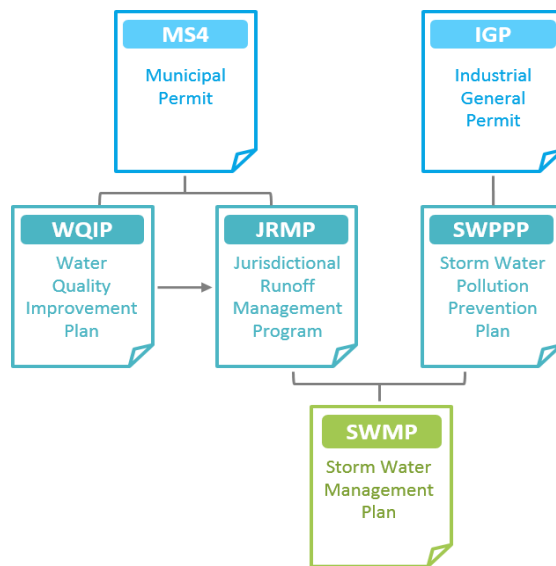 MS4
Municipal
Permit
IGP
Industrial
General
Permit
WQIP
Water
Quality
Improvement
Plan
JRMP
Jurisdictional
Runoff
Management
Program
SWPPP
Storm Water
Pollution
Prevention
Plan
SWMP
Storm Water
Management
Plan